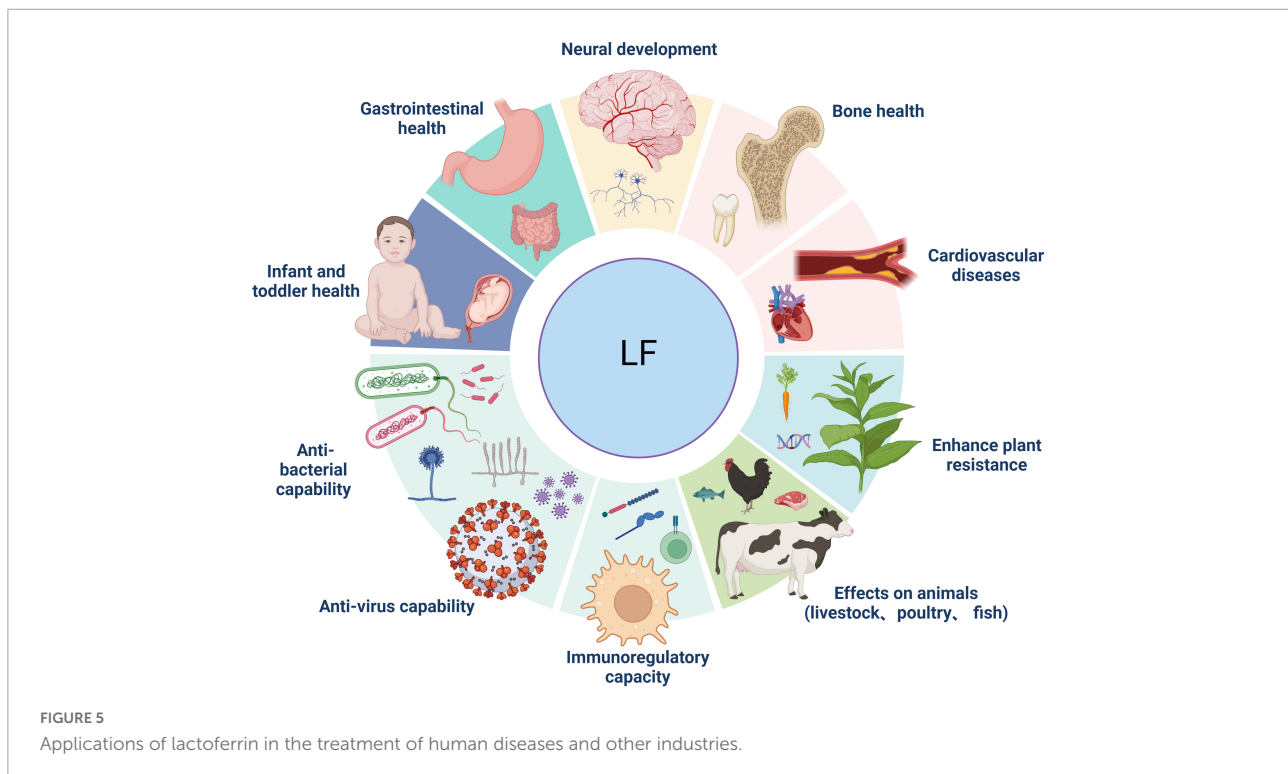 Neural development
Gastrointestinal
health
Bone health
Cardiovascular
diseases
Infant and
toddler health
LF
Enhance plant
resistance
Anti-
bacterial
capability
Effects on animals
(livestock、poultry、 fish)
Anti-virus capability
Immunoregulatory
capacity
FIGURE 5
Applications of lactoferrin in the treatment of human diseases and other industries.